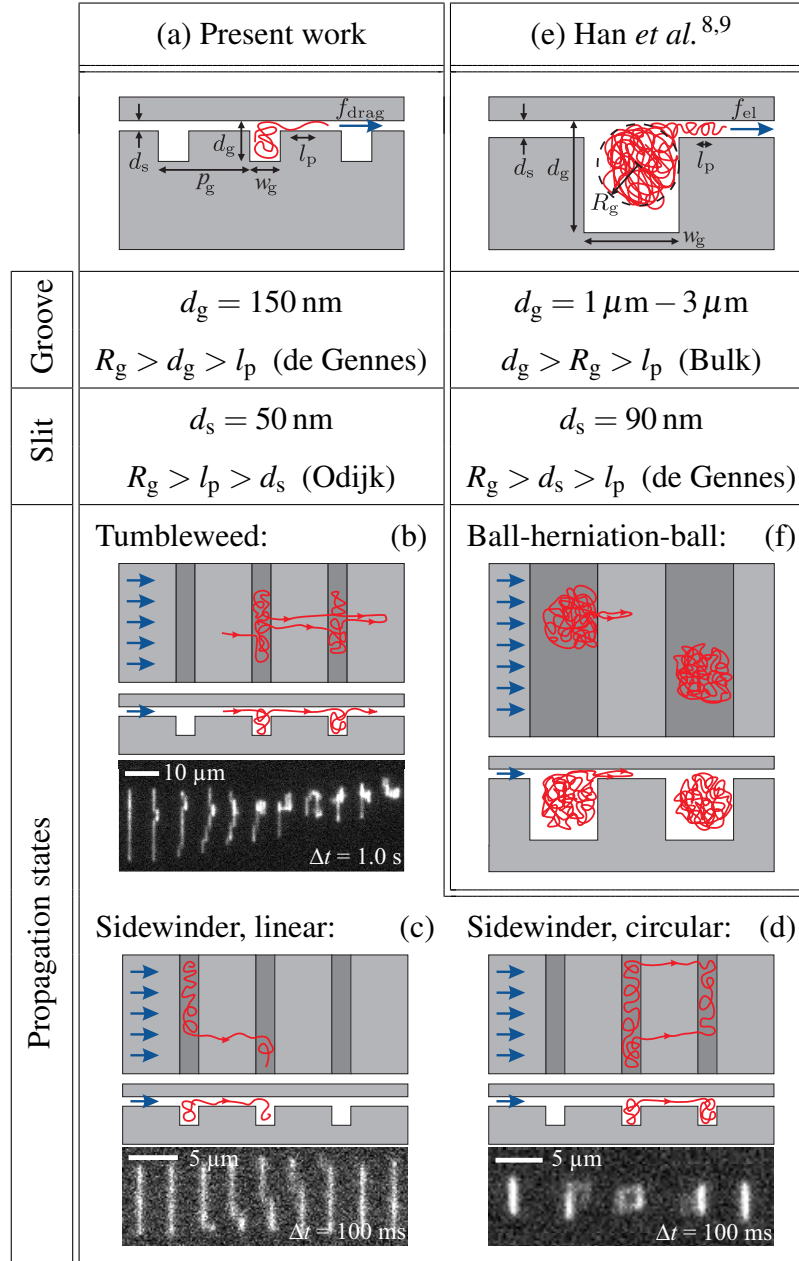 (a) Present work
(e) Han et al. 8,9
f_drag
d_g
d_s
l_p
p_g
w_g
f_el
d_s
d_g
l_p
R_g
w_g
Groove
d_g = 150 nm
R_g > d_g > l_p (de Gennes)
d_g = 1 µm − 3 µm
d_g > R_g > l_p (Bulk)
Slit
d_s = 50 nm
R_g > l_p > d_s (Odijk)
d_s = 90 nm
R_g > d_s > l_p (de Gennes)
Propagation states
Tumbleweed: (b)
10 µm
Δt = 1.0 s
Ball-herniation-ball: (f)
Sidewinder, linear: (c)
5 µm
Δt = 100 ms
Sidewinder, circular: (d)
5 µm
Δt = 100 ms